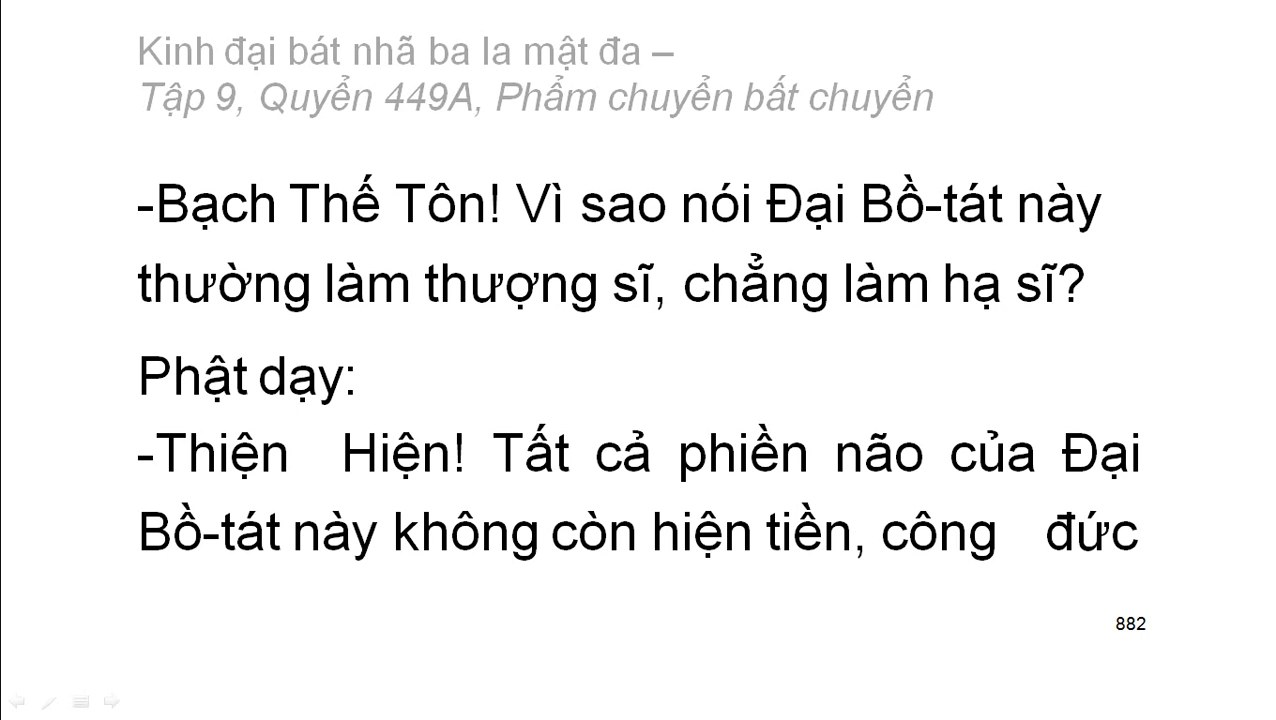 Kinh đại bát nhã ba la mật đa –
Tập 9, Quyển 449A, Phẩm chuyển bất chuyển
-Bạch Thế Tôn! Vì sao nói Đại Bồ-tát này
thường làm thượng sĩ, chẳng làm hạ sĩ?
Phật dạy:
-Thiện Hiện! Tất cả phiền não của Đại
Bồ-tát này không còn hiện tiền, công đức
882